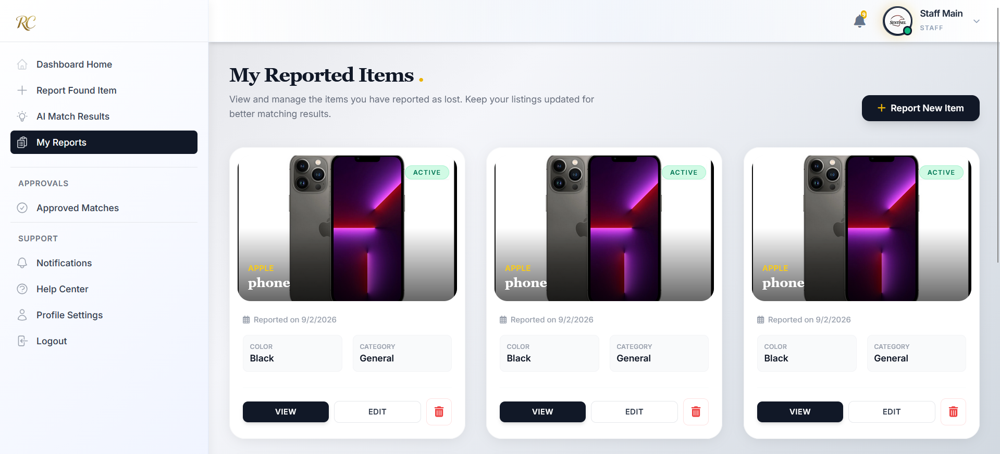 RC
9
SENTINEL
Staff Main
STAFF
Dashboard Home
Report Found Item
AI Match Results
My Reports
APPROVALS
Approved Matches
SUPPORT
Notifications
Help Center
Profile Settings
Logout
My Reported Items .
View and manage the items you have reported as lost. Keep your listings updated for
better matching results.
+ Report New Item
ACTIVE
APPLE
phone
Reported on 9/2/2026
COLOR
Black
CATEGORY
General
VIEW
EDIT
ACTIVE
APPLE
phone
Reported on 9/2/2026
COLOR
Black
CATEGORY
General
VIEW
EDIT
ACTIVE
APPLE
phone
Reported on 9/2/2026
COLOR
Black
CATEGORY
General
VIEW
EDIT